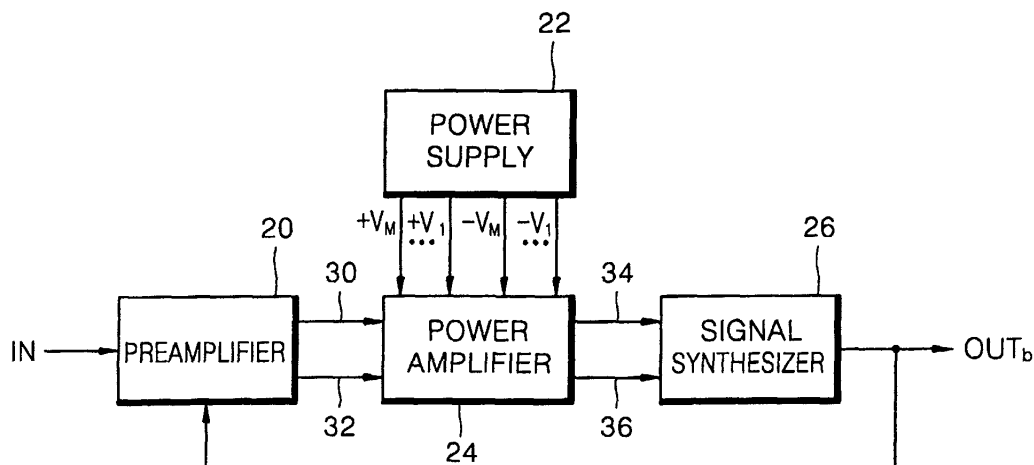 22
POWER
SUPPLY
+V_M +V_1 -V_M -V_1
... ...
20 30 34 26
IN PREAMPLIFIER POWER
AMPLIFIER SIGNAL
SYNTHESIZER OUT_b
32 24 36